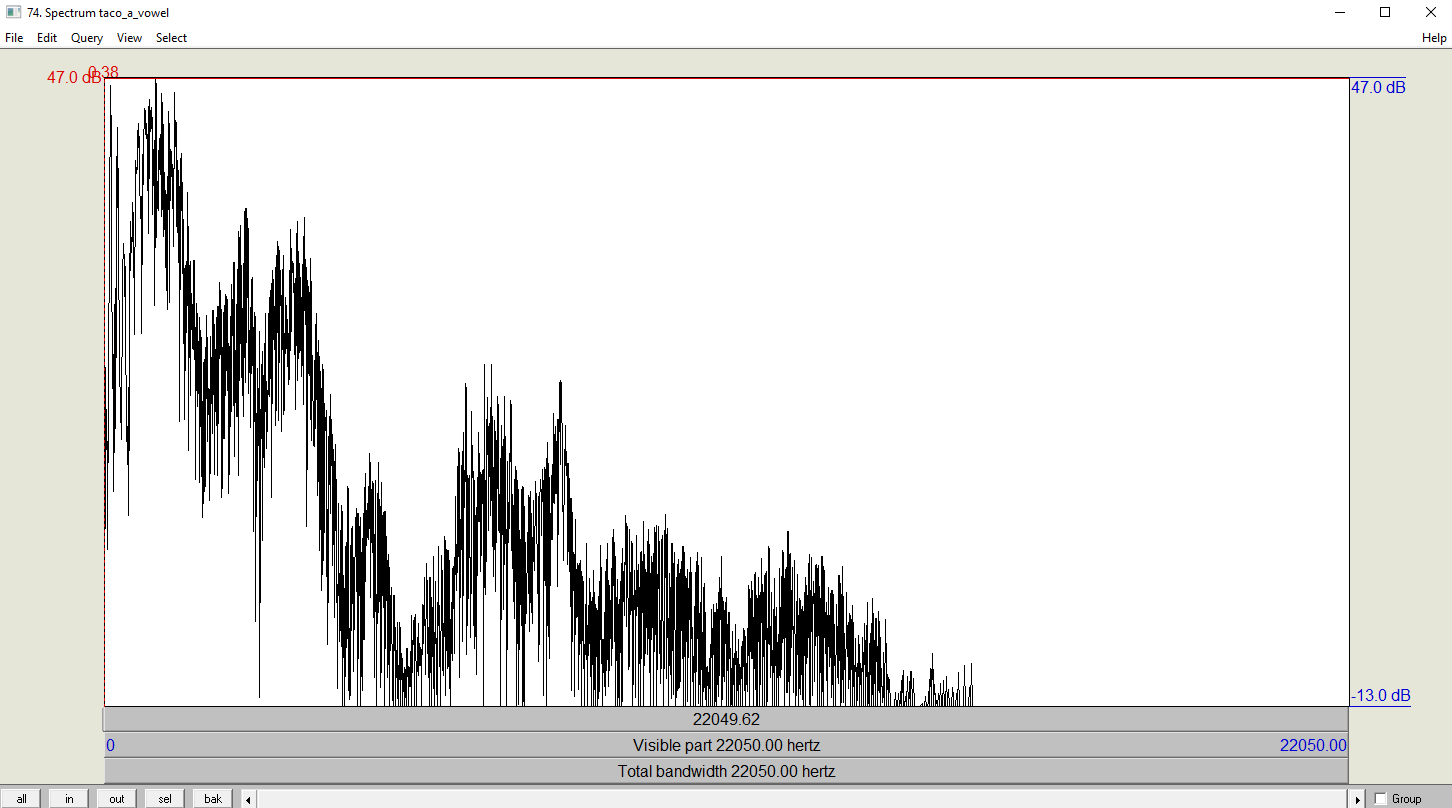 74. Spectrum taco_a_vowel
File Edit Query View Select Help
0.38
47.0 dB
47.0 dB
-13.0 dB
22049.62
0 Visible part 22050.00 hertz 22050.00
Total bandwidth 22050.00 hertz
all in out sel bak Group